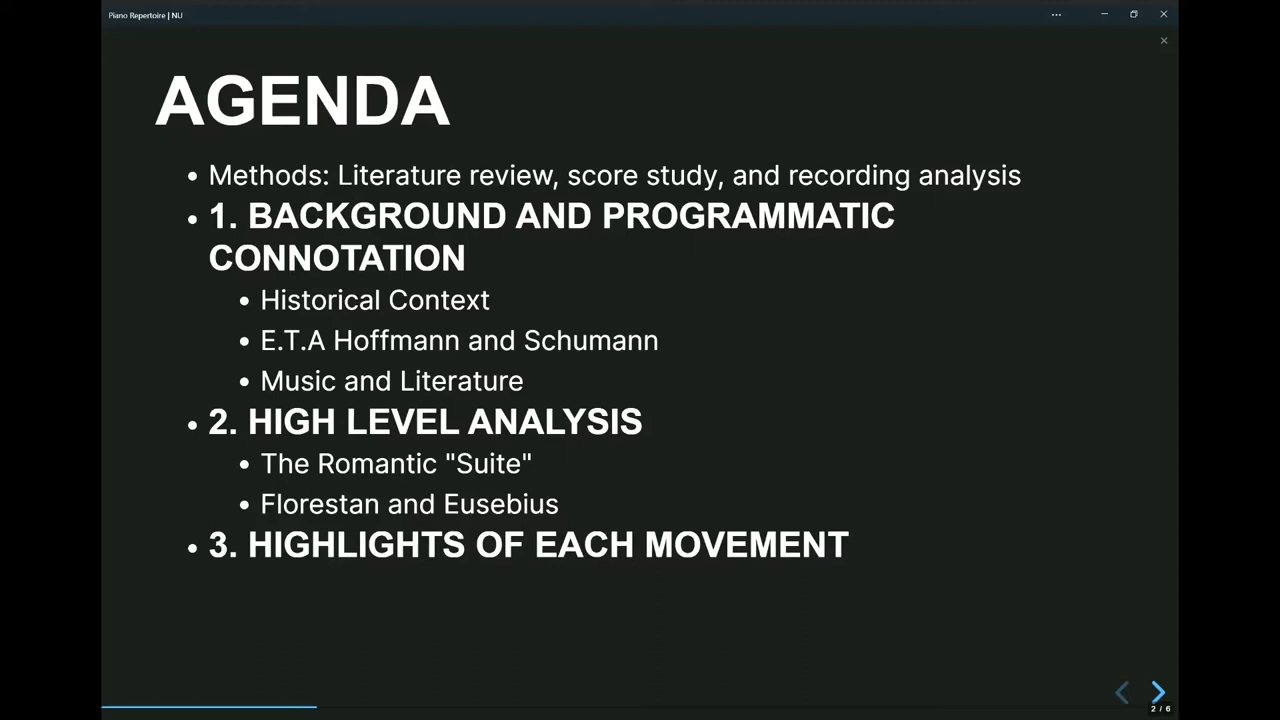 Piano Repertoire | NU
AGENDA
Methods: Literature review, score study, and recording analysis
1. BACKGROUND AND PROGRAMMATIC
CONNOTATION
Historical Context
E.T.A Hoffmann and Schumann
Music and Literature
2. HIGH LEVEL ANALYSIS
The Romantic "Suite"
Florestan and Eusebius
3. HIGHLIGHTS OF EACH MOVEMENT
2 / 6